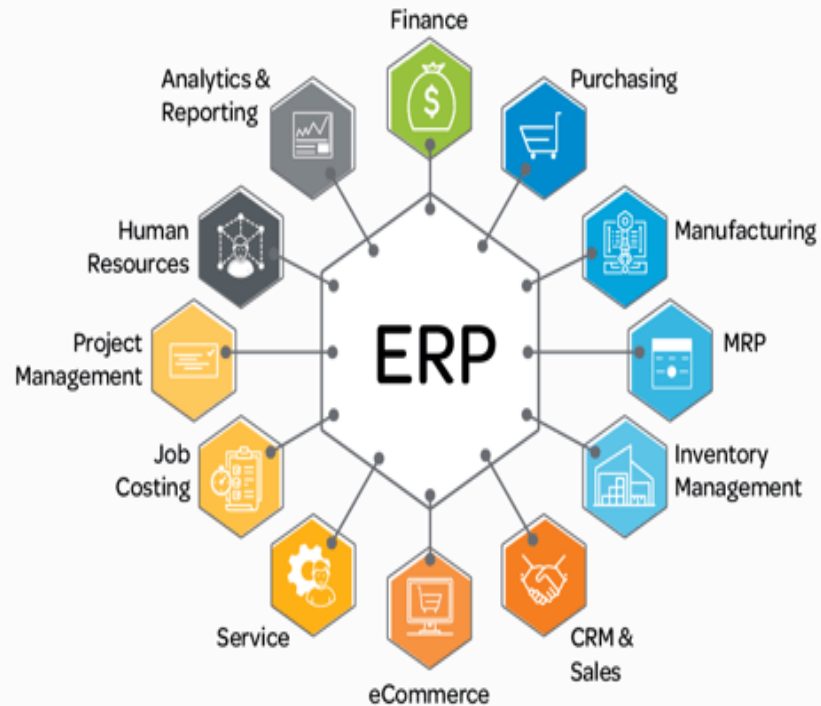 Finance
Analytics &
Reporting
Purchasing
Human
Resources
Manufacturing
Project
Management
ERP
MRP
Job
Costing
Inventory
Management
Service
CRM &
Sales
eCommerce
$